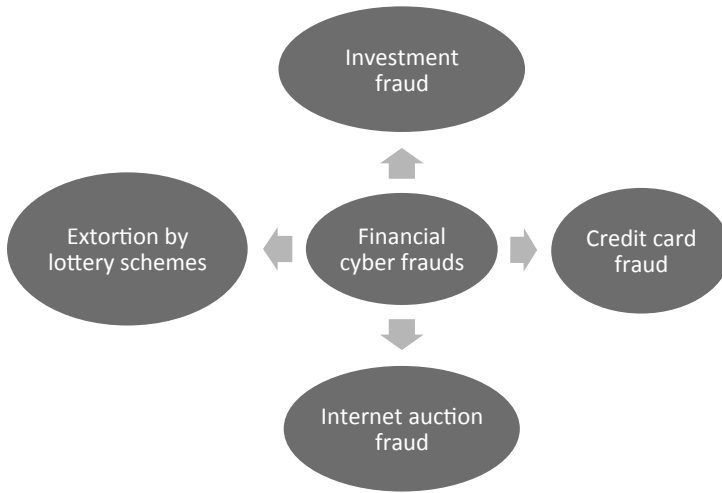 Investment
fraud
Extortion by
lottery schemes
Financial
cyber frauds
Credit card
fraud
Internet auction
fraud